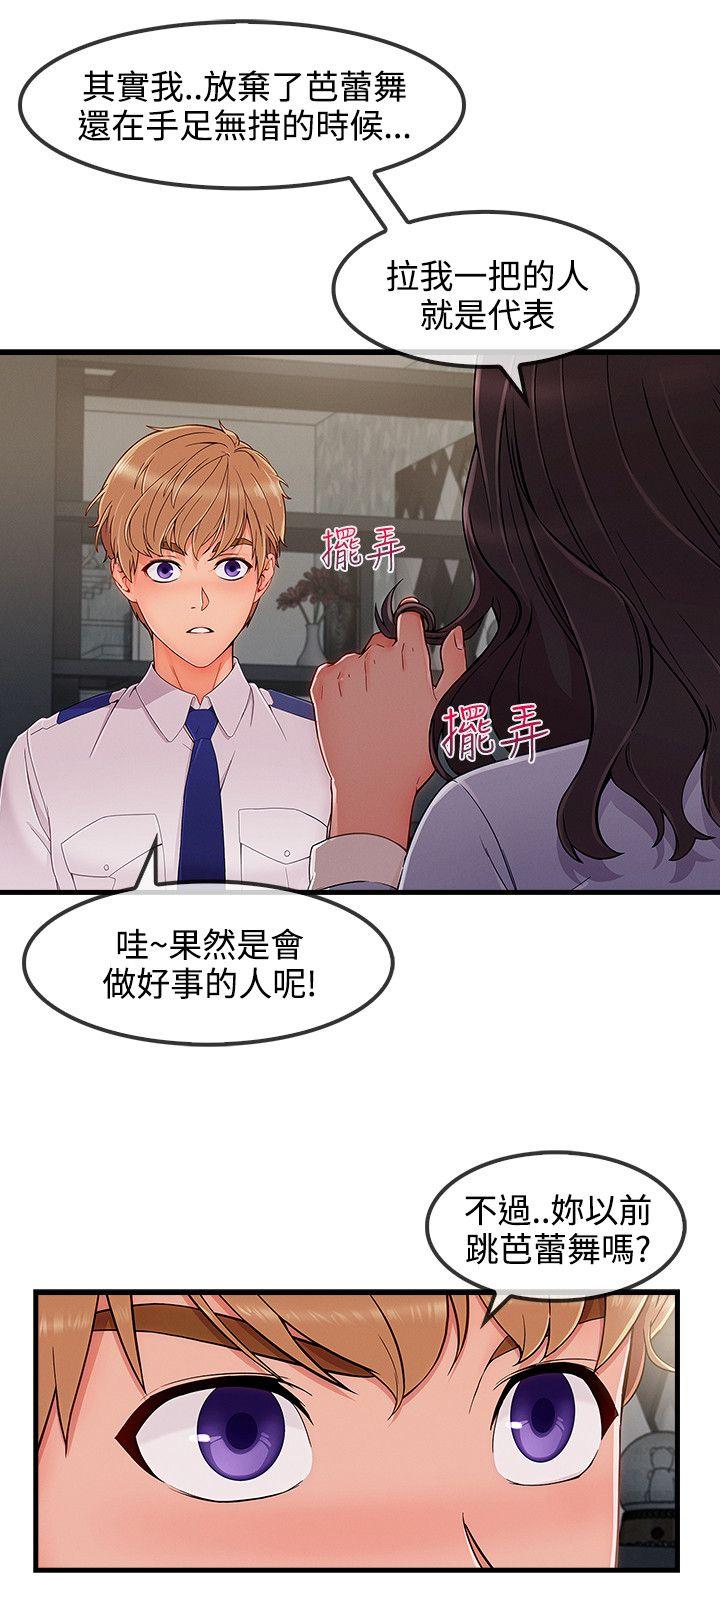 其實我..放棄了芭蕾舞
還在手足無措的時候...
拉我一把的人
就是代表
擺弄
擺弄
哇~果然是會
做好事的人呢!
不過..妳以前
跳芭蕾舞嗎?